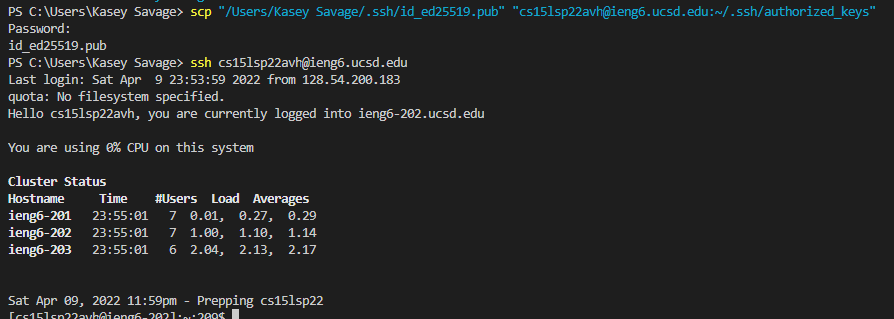 PS C:\Users\Kasey Savage> scp "/Users/Kasey Savage/.ssh/id_ed25519.pub" "cs15lsp22avh@ieng6.ucsd.edu:~/.ssh/authorized_keys"
Password:
id_ed25519.pub
PS C:\Users\Kasey Savage> ssh cs15lsp22avh@ieng6.ucsd.edu
Last login: Sat Apr  9 23:53:59 2022 from 128.54.200.183
quota: No filesystem specified.
Hello cs15lsp22avh, you are currently logged into ieng6-202.ucsd.edu
You are using 0% CPU on this system
Cluster Status
Hostname     Time    #Users  Load  Averages
ieng6-201   23:55:01   7  0.01,  0.27,  0.29
ieng6-202   23:55:01   7  1.00,  1.10,  1.14
ieng6-203   23:55:01   6  2.04,  2.13,  2.17
Sat Apr 09, 2022 11:59pm - Prepping cs15lsp22
[cs15lsp22avh@ieng6-202]:~:209$